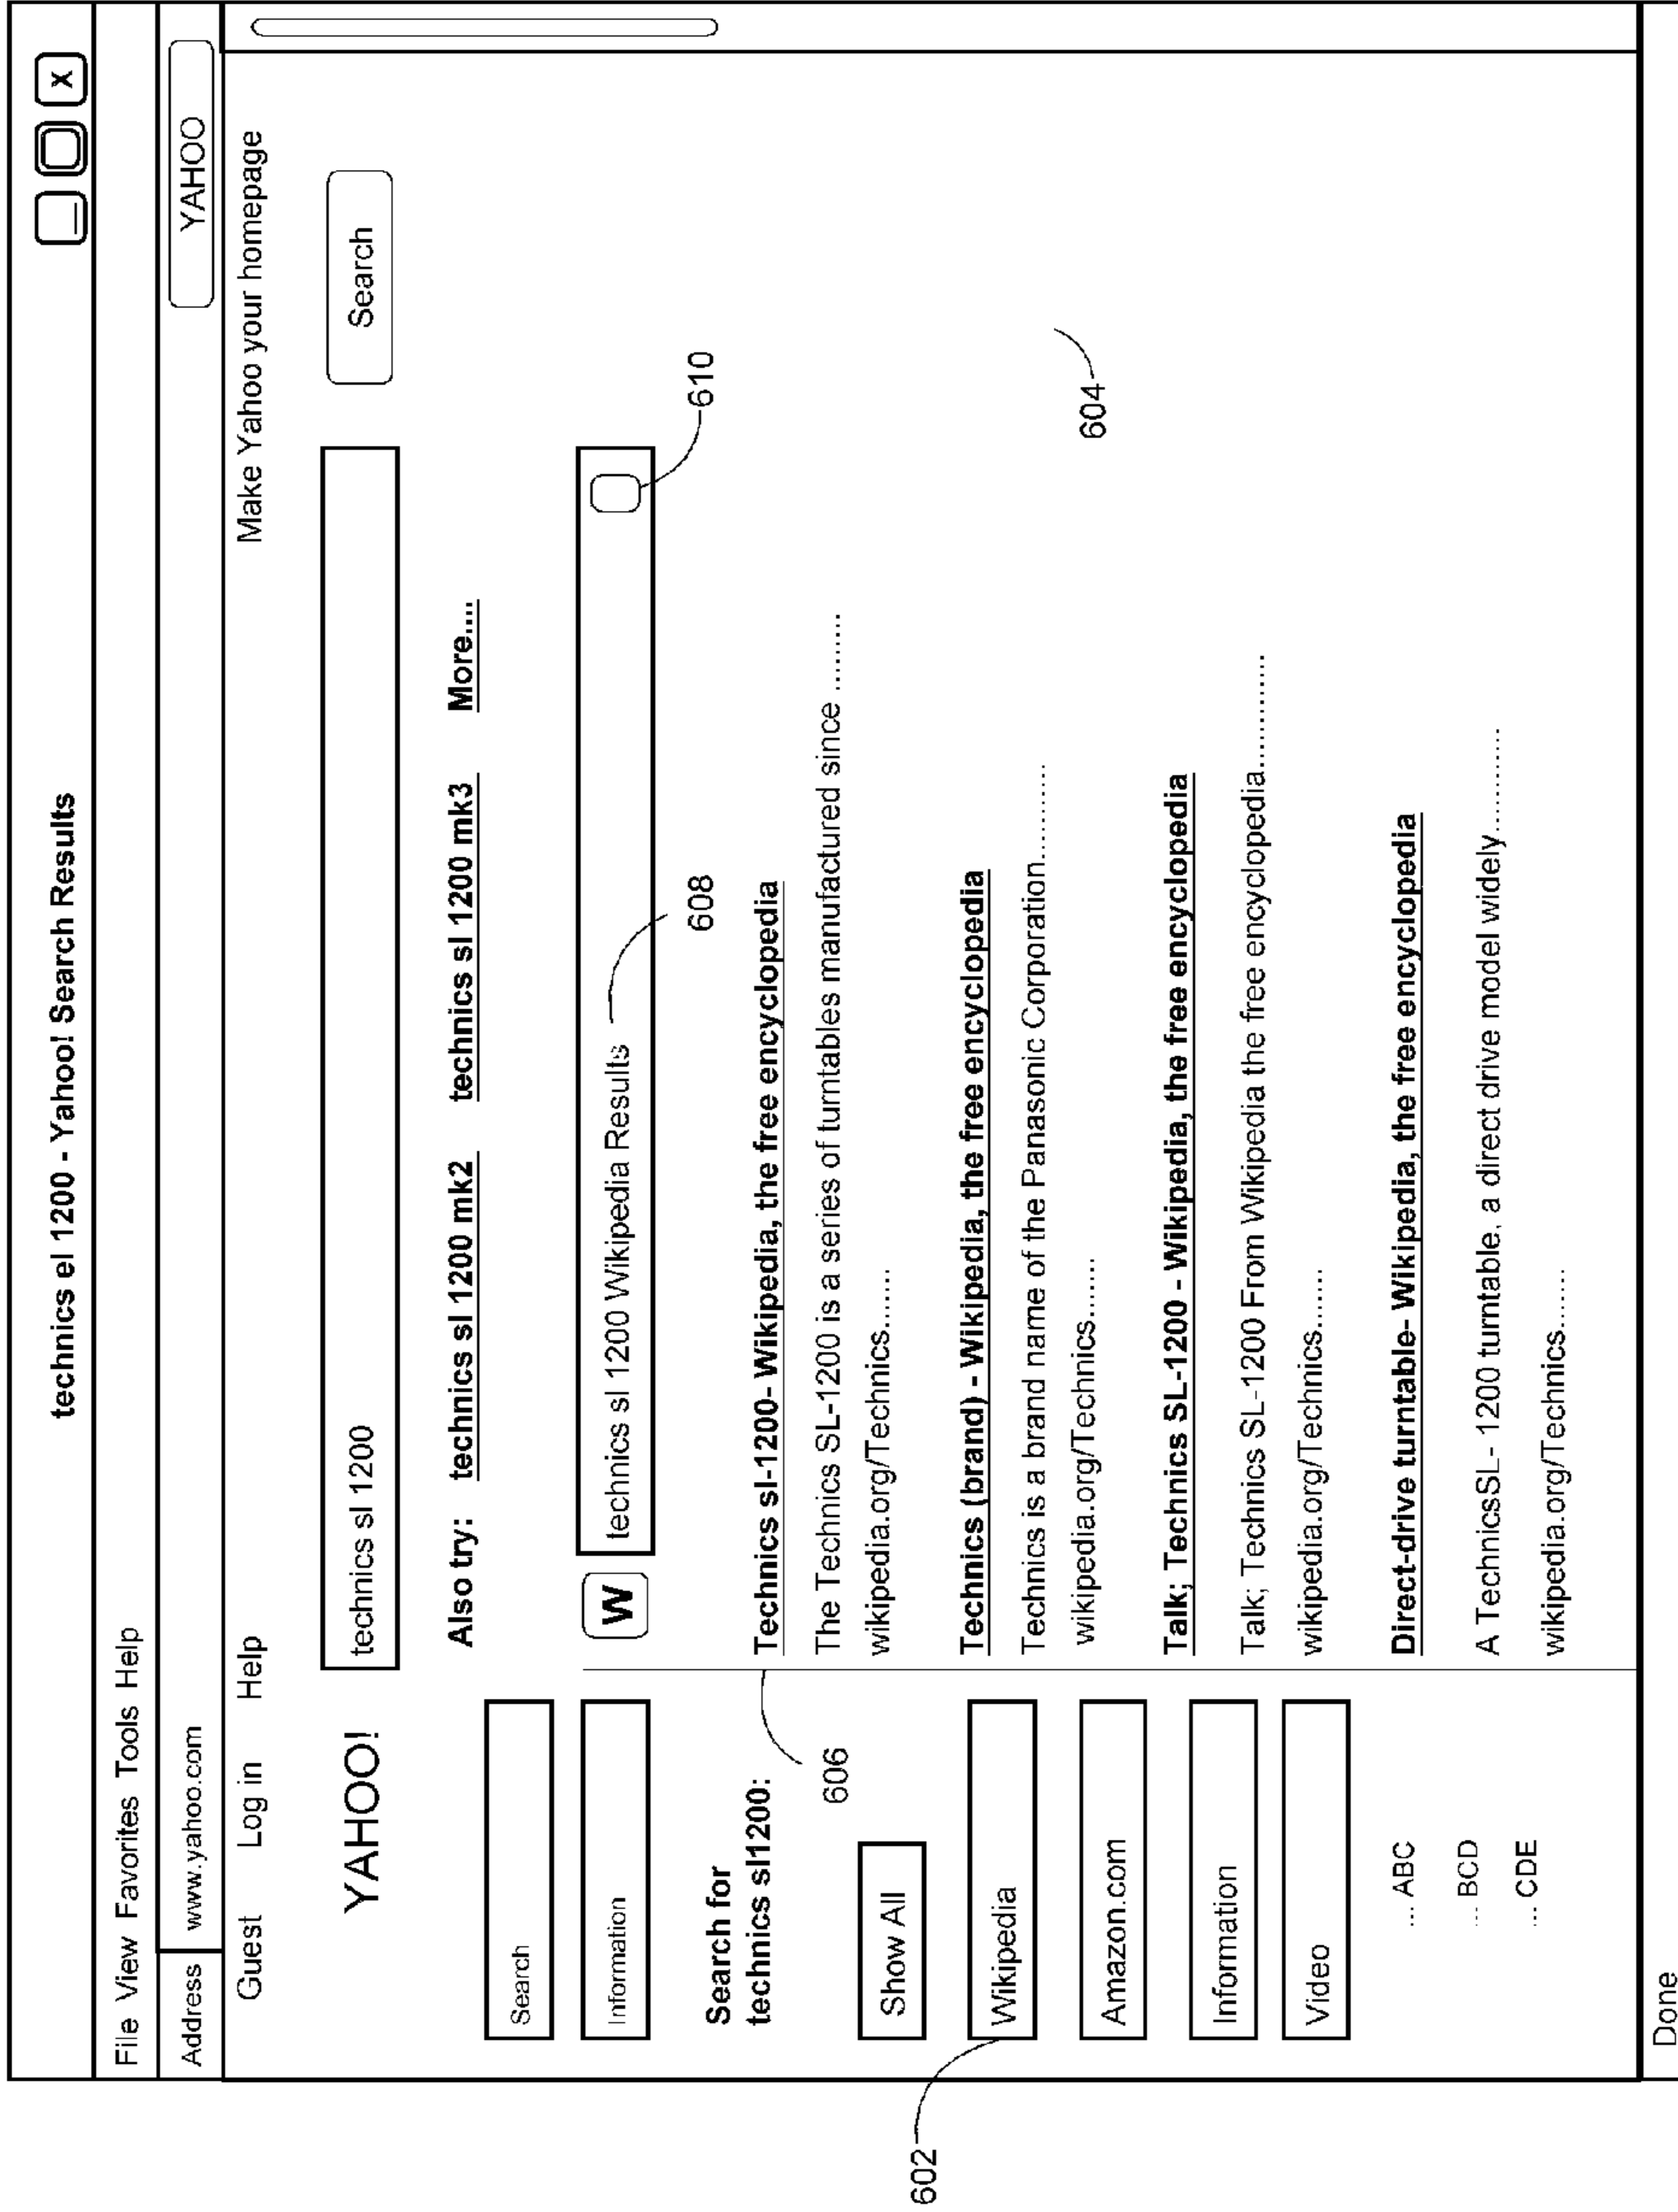 technics el 1200 - Yahoo! Search Results
X
File View Favorites Tools Help
Address www.yahoo.com YAHOO
Guest Log in Help Make Yahoo your homepage
YAHOO! technics sl 1200 Search
Also try: technics sl 1200 mk2 technics sl 1200 mk3 More....
Search
Information
W technics sl 1200 Wikipedia Results
608
610
Search for
technics sl1200:
606
Show All
602
Wikipedia
Amazon.com
Information
Video
... ABC
... BCD
... CDE
Technics sl-1200- Wikipedia, the free encyclopedia
The Technics SL-1200 is a series of turntables manufactured since .........
wikipedia.org/Technics.......
Technics (brand) - Wikipedia, the free encyclopedia
Technics is a brand name of the Panasonic Corporation...........
wikipedia.org/Technics.......
604
Talk; Technics SL-1200 - Wikipedia, the free encyclopedia
Talk; Technics SL-1200 From Wikipedia the free encyclopedia..............
wikipedia.org/Technics.......
Direct-drive turntable- Wikipedia, the free encyclopedia
A TechnicsSL- 1200 turntable, a direct drive model widely............
wikipedia.org/Technics.......
Done